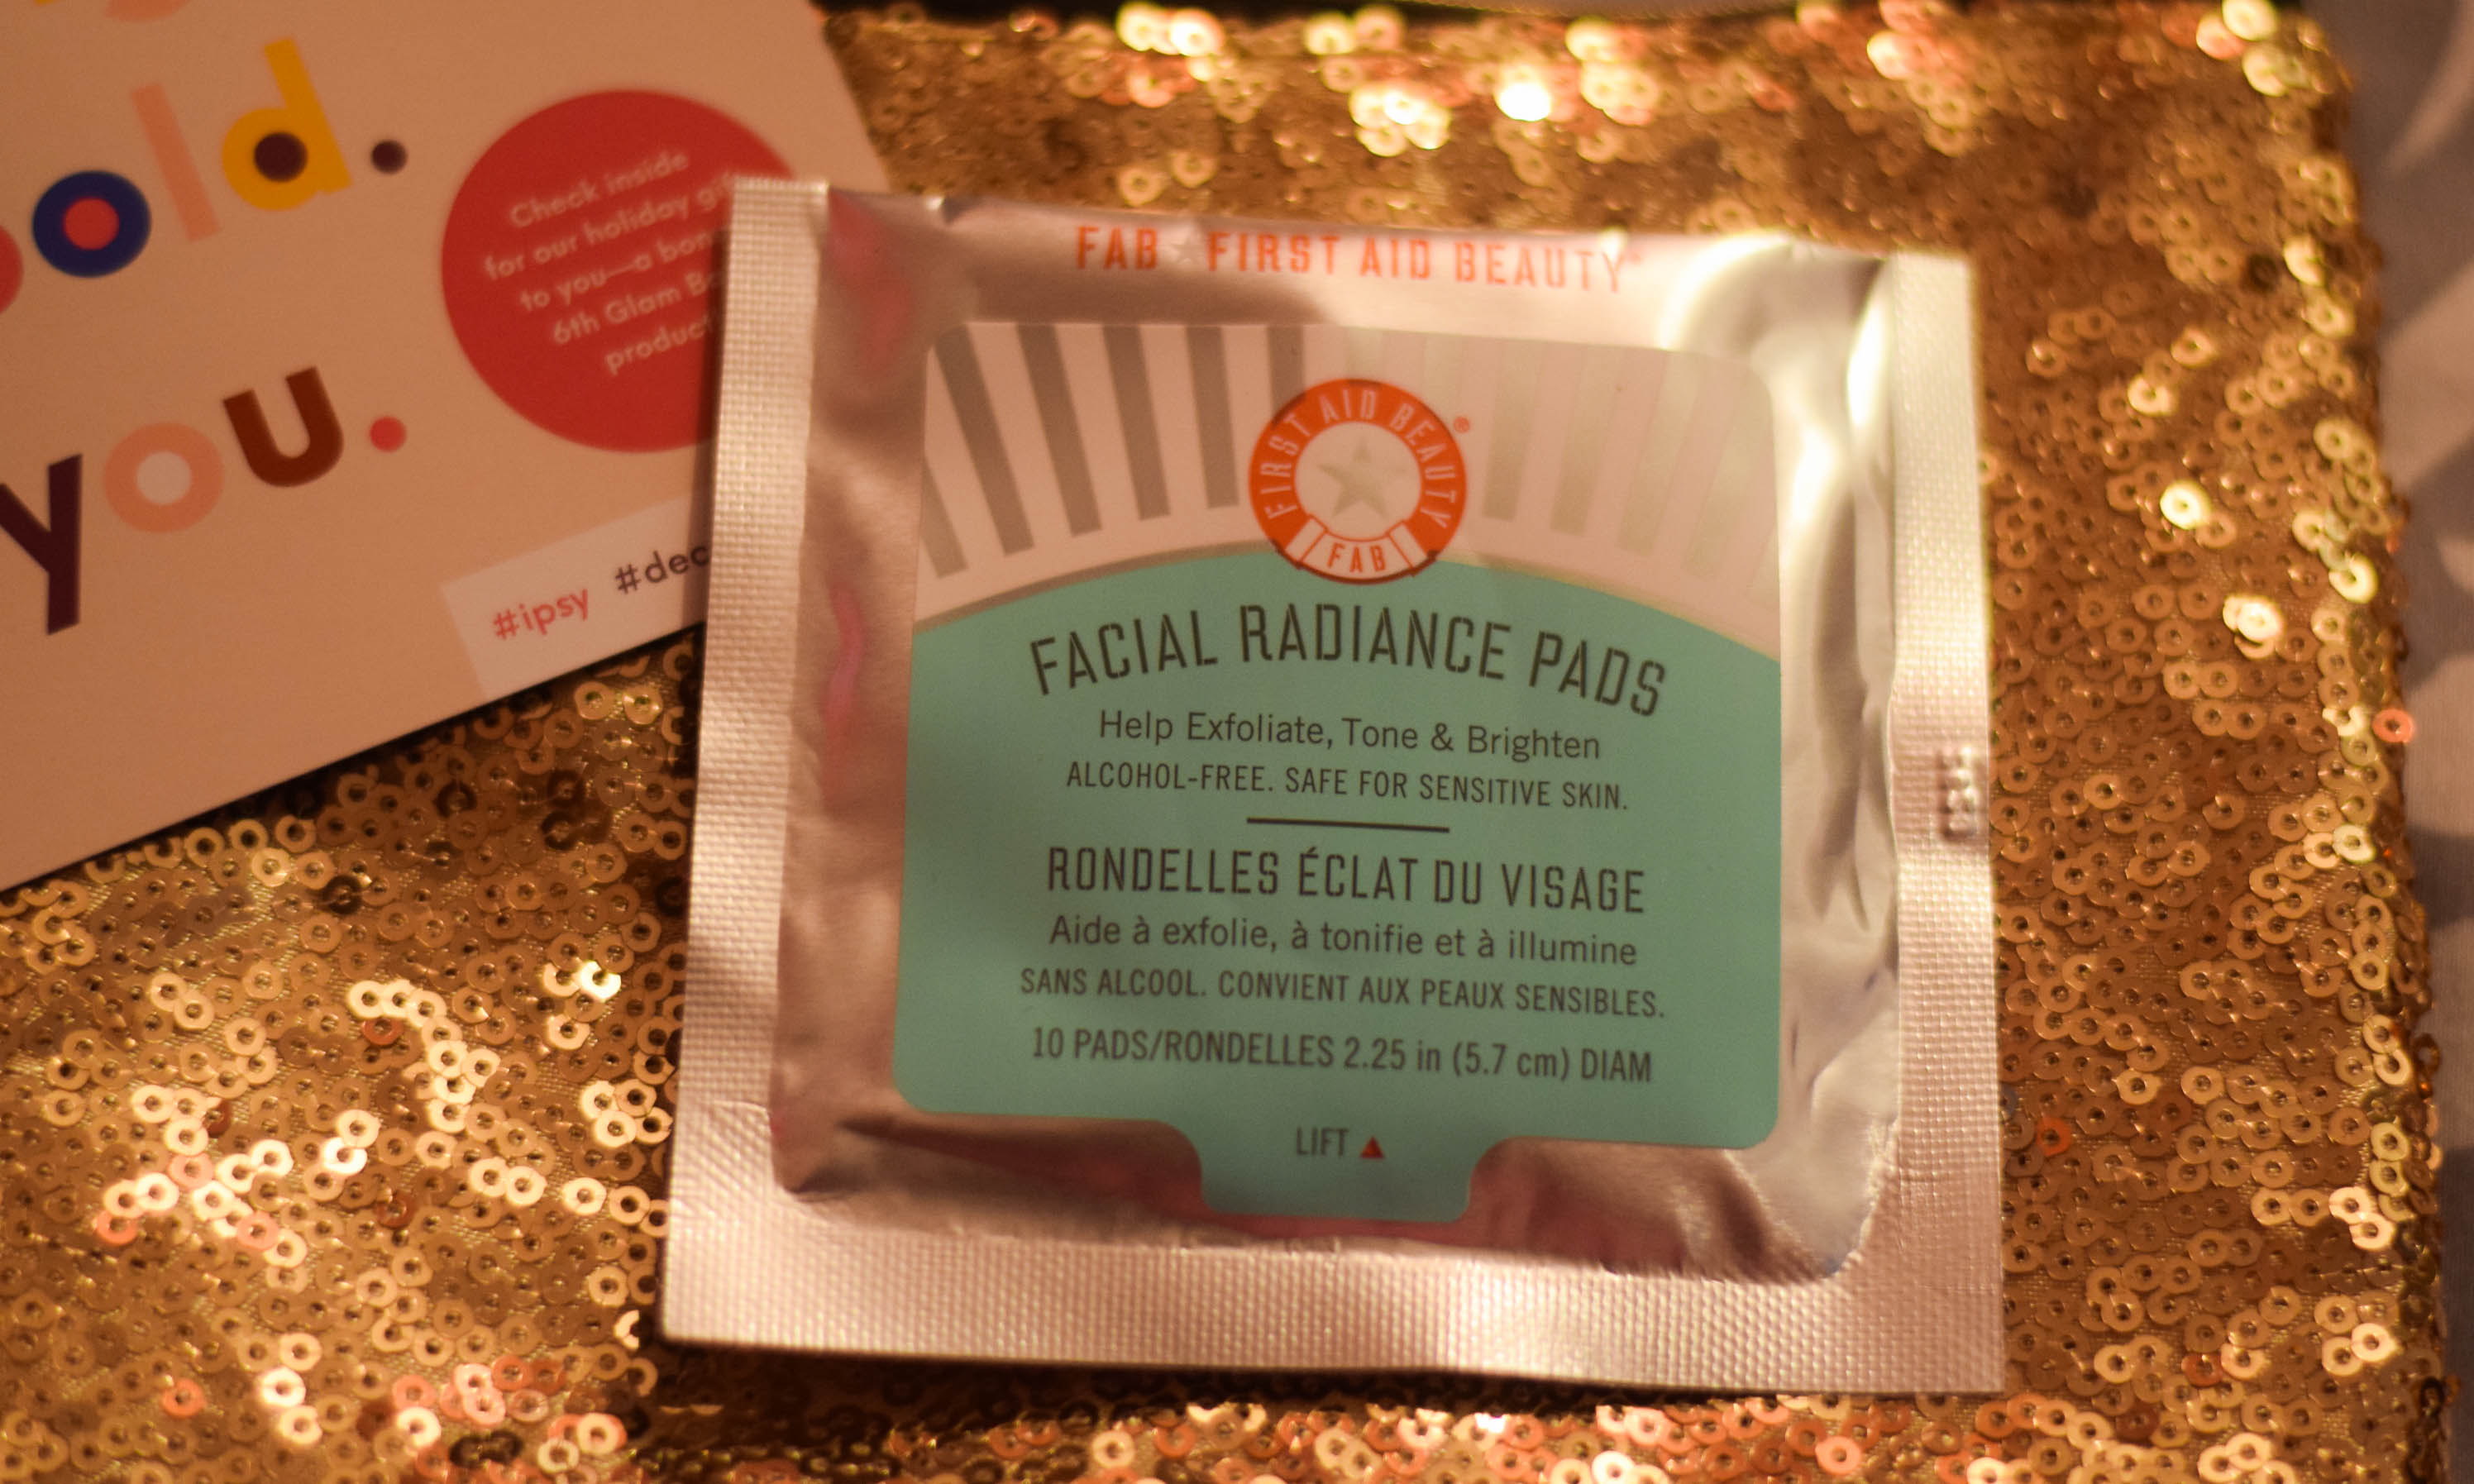 old.
you.
Check inside
for our holiday
to you—a
6th Glam
#ipsy
FAB FIRST AID BEAUTY
FIRST AID BEAUTY®
FAB
FACIAL RADIANCE PADS
Help Exfoliate, Tone & Brighten
ALCOHOL-FREE. SAFE FOR SENSITIVE SKIN.
RONDELLES ÉCLAT DU VISAGE
Aide à exfolie, à tonifie et à illumine
SANS ALCOOL. CONVIENT AUX PEAUX SENSIBLES.
10 PADS/RONDELLES 2.25 in (5.7 cm) DIAM
LIFT ▲